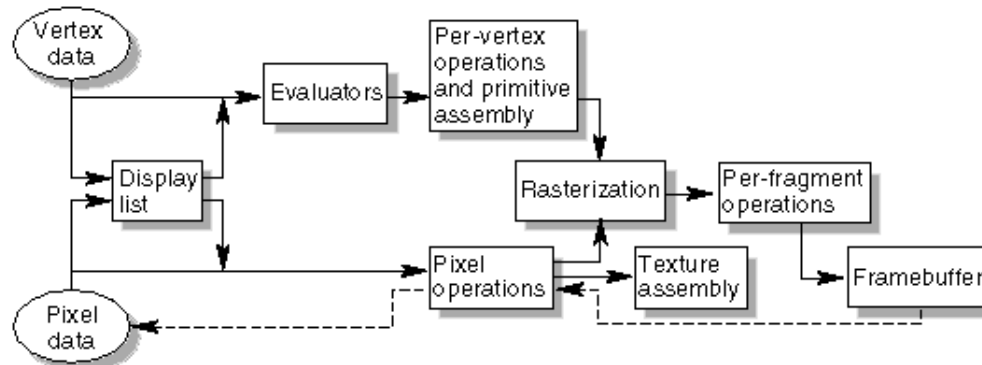 Vertex
data
Evaluators
Per-vertex
operations
and primitive
assembly
Display
list
Rasterization
Per-fragment
operations
Pixel
operations
Texture
assembly
Framebuffer
Pixel
data